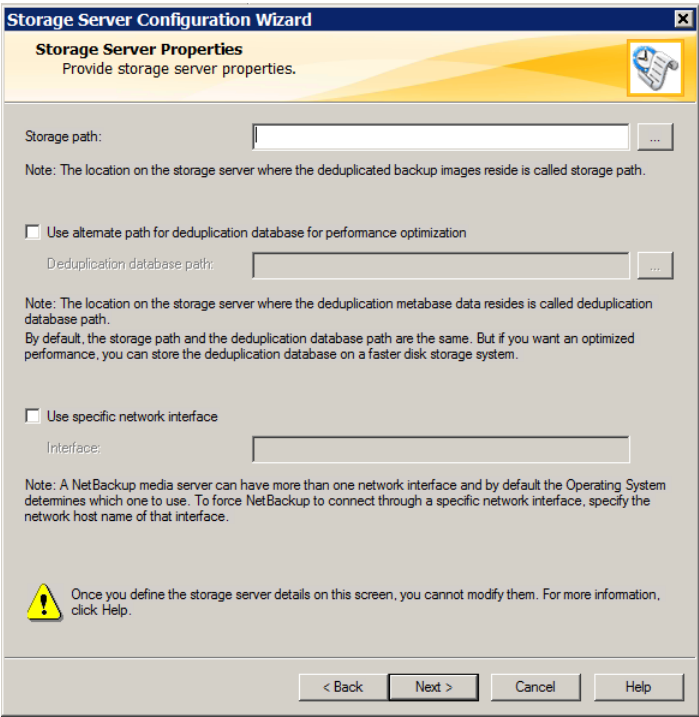 Storage Server Configuration Wizard
Storage Server Properties
Provide storage server properties.
Storage path:
...
Note: The location on the storage server where the deduplicated backup images reside is called storage path.
Use alternate path for deduplication database for performance optimization
Deduplication database path:
...
Note: The location on the storage server where the deduplication metabase data resides is called deduplication
database path.
By default, the storage path and the deduplication database path are the same. But if you want an optimized
performance, you can store the deduplication database on a faster disk storage system.
Use specific network interface
Interface:
Note: A NetBackup media server can have more than one network interface and by default the Operating System
determines which one to use. To force NetBackup to connect through a specific network interface, specify the
network host name of that interface.
Once you define the storage server details on this screen, you cannot modify them. For more information,
click Help.
< Back Next > Cancel Help